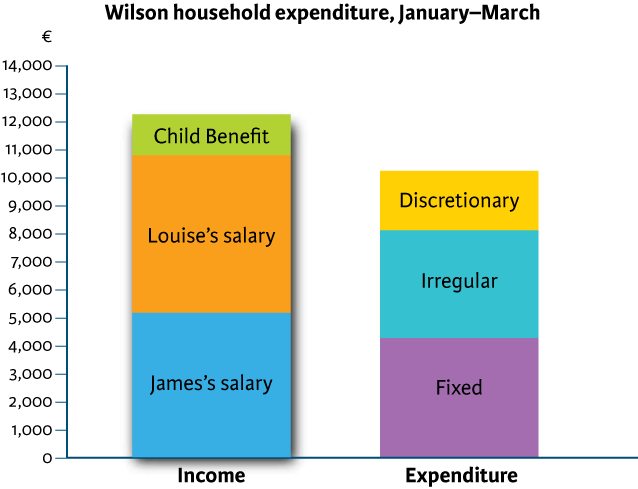 Wilson household expenditure, January–March
€
14,000
13,000
12,000
11,000
10,000
9,000
8,000
7,000
6,000
5,000
4,000
3,000
2,000
1,000
0
Child Benefit
Louise’s salary
James’s salary
Discretionary
Irregular
Fixed
Income
Expenditure